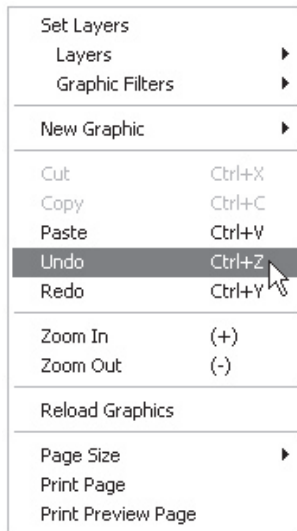 Set Layers
Layers
Graphic Filters
New Graphic
Cut Ctrl+X
Copy Ctrl+C
Paste Ctrl+V
Undo Ctrl+Z
Redo Ctrl+Y
Zoom In (+)
Zoom Out (-)
Reload Graphics
Page Size
Print Page
Print Preview Page